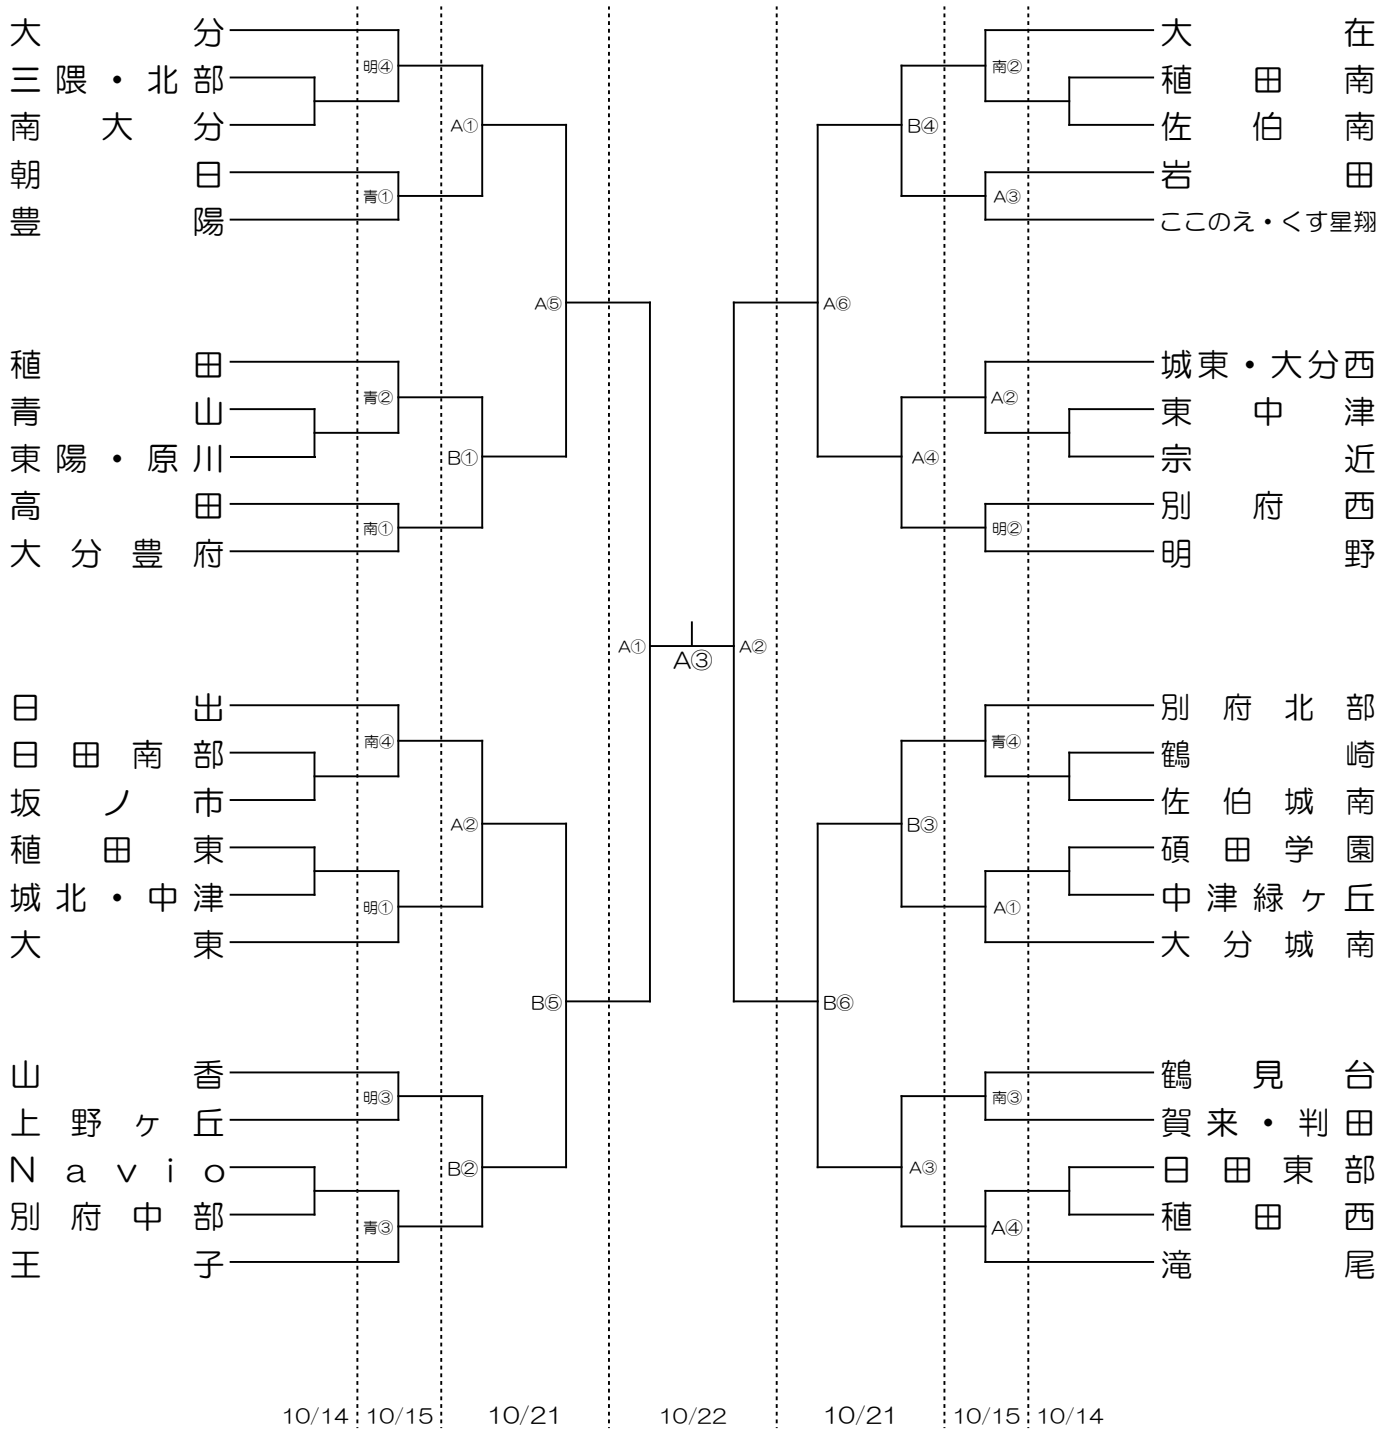 大分
三隈・北部
南大分
朝日
豊陽
明④
A①
青①
A⑤
稙田
青山
東陽・原川
高田
大分豊府
青②
B①
南①
A①
日出
日田南部
坂ノ市
稙田東
城北・中津
大東
南④
A②
明①
B⑤
山香
上野ヶ丘
Navio
別府中部
王子
明③
B②
青③
A③
大在
稙田南
佐伯南
岩田
ここのえ・くす星翔
南②
B④
A③
A⑥
城東・大分西
東中津
宗近
別府西
明野
A②
A④
明②
A②
別府北部
鶴崎
佐伯城南
碩田学園
中津緑ヶ丘
大分城南
青④
B③
A①
B⑥
鶴見台
賀来・判田
日田東部
稙田西
滝尾
南③
A③
A④
10/14 10/15 10/21 10/22 10/21 10/15 10/14